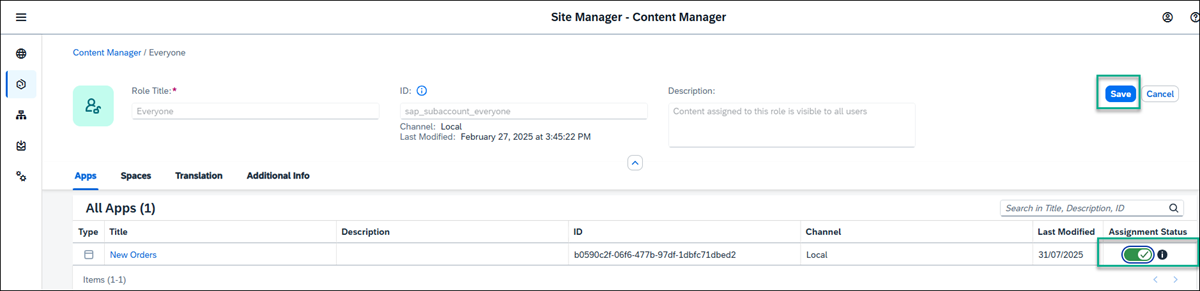 Site Manager - Content Manager
Content Manager / Everyone
Role Title:*
Everyone
ID:
sap_subaccount_everyone
Channel: Local
Last Modified: February 27, 2025 at 3:45:22 PM
Description:
Content assigned to this role is visible to all users
Save Cancel
Apps Spaces Translation Additional Info
All Apps (1) Search in Title, Description, ID
Type Title Description ID Channel Last Modified Assignment Status
New Orders b0590c2f-06f6-477b-97df-1dbfc71dbed2 Local 31/07/2025
Items (1-1)